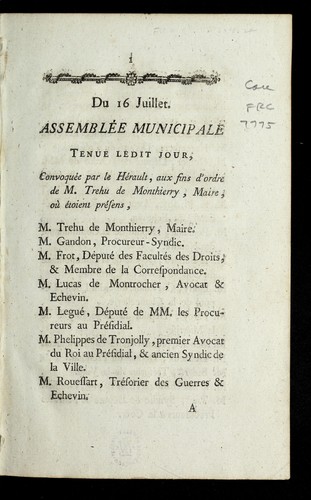 1
Case
FRC
7775
Du 16 Juillet.
ASSEMBLÉE MUNICIPALE
TENUE LEDIT JOUR,
Convoquée par le Hérault, aux fins d'ordre
de M. Trehu de Monthierry, Maire,
où étoient préſens,
M. Trehu de Monthierry, Maire.
M. Gandon, Procureur-Syndic.
M. Frot, Député des Facultés des Droits,
& Membre de la Correſpondance.
M. Lucas de Montrocher, Avocat &
Echevin.
M. Legué, Député de MM. les Procu-
reurs au Préſidial.
M. Phelippes de Tronjolly, premier Avocat
du Roi au Préſidial, & ancien Syndic de
la Ville.
M. Roueſſart, Tréſorier des Guerres &
Echevin.
A